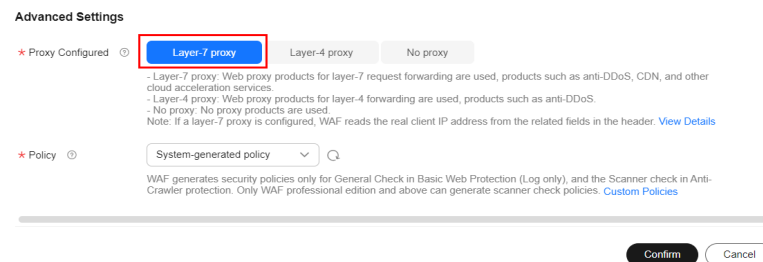 Advanced Settings
* Proxy Configured ? Layer-7 proxy Layer-4 proxy No proxy
- Layer-7 proxy: Web proxy products for layer-7 request forwarding are used, products such as anti-DDoS, CDN, and other
cloud acceleration services.
- Layer-4 proxy: Web proxy products for layer-4 forwarding are used, products such as anti-DDoS.
- No proxy: No proxy products are used.
Note: If a layer-7 proxy is configured, WAF reads the real client IP address from the related fields in the header. View Details
* Policy ? System-generated policy
WAF generates security policies only for General Check in Basic Web Protection (Log only), and the Scanner check in Anti-
Crawler protection. Only WAF professional edition and above can generate scanner check policies. Custom Policies
Confirm Cancel